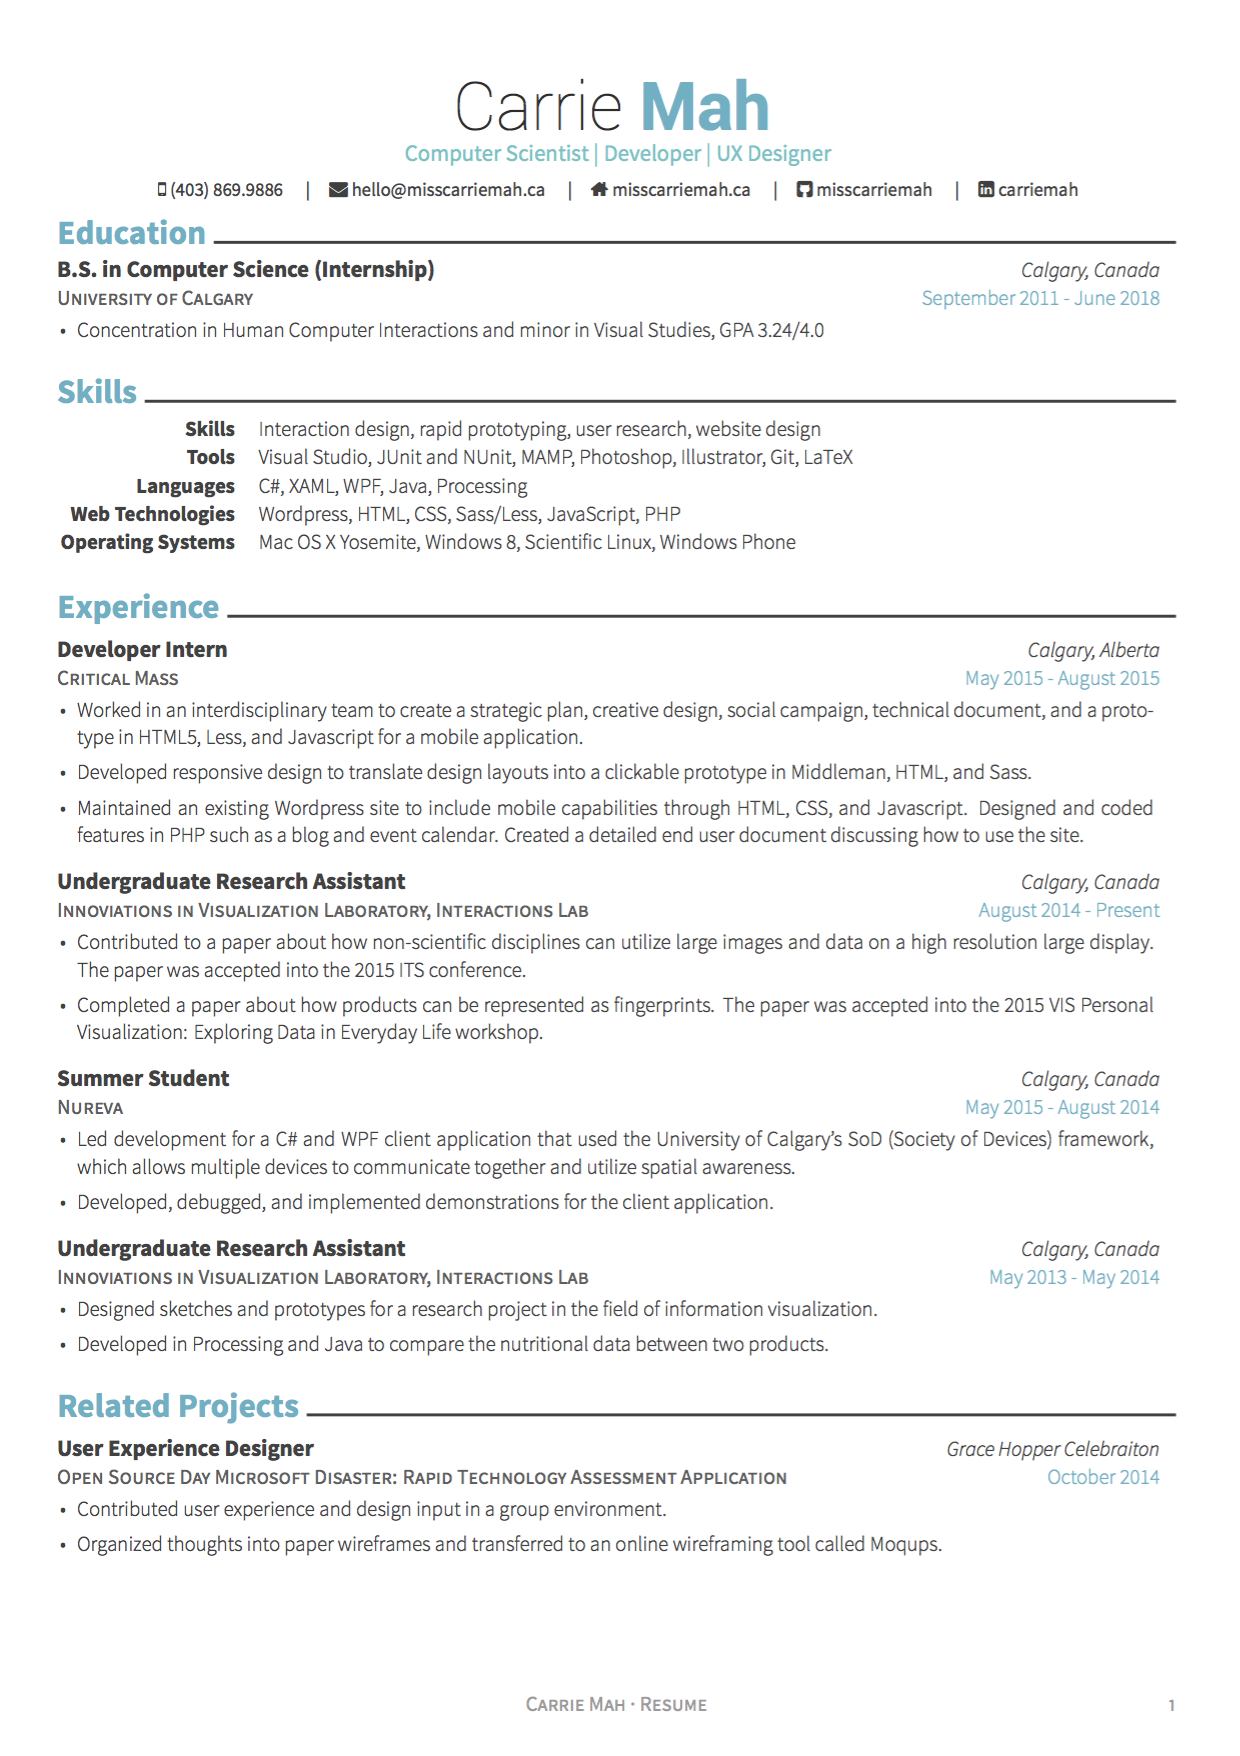 Carrie Mah
Computer Scientist | Developer | UX Designer
(403) 869.9886 | hello@misscarriemah.ca | misscarriemah.ca | misscarriemah | carriemah
Education
B.S. in Computer Science (Internship) Calgary, Canada
University of Calgary September 2011 - June 2018
• Concentration in Human Computer Interactions and minor in Visual Studies, GPA 3.24/4.0
Skills
Skills Interaction design, rapid prototyping, user research, website design
Tools Visual Studio, JUnit and NUnit, MAMP, Photoshop, Illustrator, Git, LaTeX
Languages C#, XAML, WPF, Java, Processing
Web Technologies Wordpress, HTML, CSS, Sass/Less, JavaScript, PHP
Operating Systems Mac OS X Yosemite, Windows 8, Scientific Linux, Windows Phone
Experience
Developer Intern Calgary, Alberta
Critical Mass May 2015 - August 2015
• Worked in an interdisciplinary team to create a strategic plan, creative design, social campaign, technical document, and a proto-
type in HTML5, Less, and Javascript for a mobile application.
• Developed responsive design to translate design layouts into a clickable prototype in Middleman, HTML, and Sass.
• Maintained an existing Wordpress site to include mobile capabilities through HTML, CSS, and Javascript. Designed and coded
features in PHP such as a blog and event calendar. Created a detailed end user document discussing how to use the site.
Undergraduate Research Assistant Calgary, Canada
Innoviations in Visualization Laboratory, Interactions Lab August 2014 - Present
• Contributed to a paper about how non-scientific disciplines can utilize large images and data on a high resolution large display.
The paper was accepted into the 2015 ITS conference.
• Completed a paper about how products can be represented as fingerprints. The paper was accepted into the 2015 VIS Personal
Visualization: Exploring Data in Everyday Life workshop.
Summer Student Calgary, Canada
Nureva May 2015 - August 2014
• Led development for a C# and WPF client application that used the University of Calgary's SoD (Society of Devices) framework,
which allows multiple devices to communicate together and utilize spatial awareness.
• Developed, debugged, and implemented demonstrations for the client application.
Undergraduate Research Assistant Calgary, Canada
Innoviations in Visualization Laboratory, Interactions Lab May 2013 - May 2014
• Designed sketches and prototypes for a research project in the field of information visualization.
• Developed in Processing and Java to compare the nutritional data between two products.
Related Projects
User Experience Designer Grace Hopper Celebraiton
Open Source Day Microsoft Disaster: Rapid Technology Assessment Application October 2014
• Contributed user experience and design input in a group environment.
• Organized thoughts into paper wireframes and transferred to an online wireframing tool called Moqups.
Carrie Mah · Resume 1